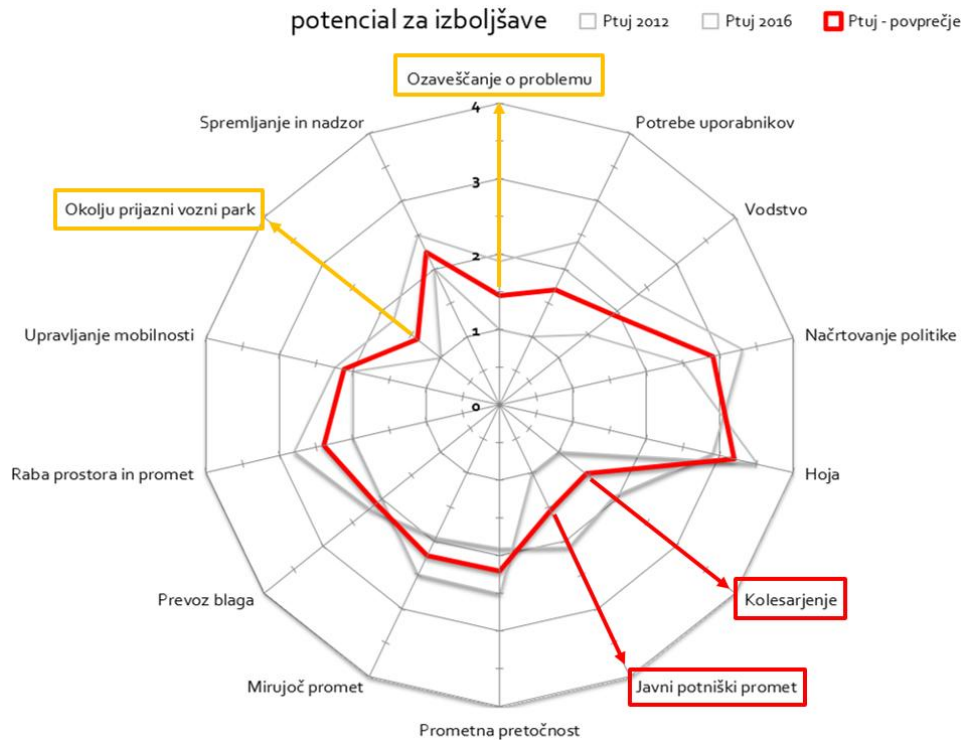 potencial za izboljšave
Ptuj 2012
Ptuj 2016
Ptuj - povprečje
Ozaveščanje o problemu
Potrebe uporabnikov
Vodstvo
Načrtovanje politike
Hoja
Kolesarjenje
Javni potniški promet
Prometna pretočnost
Mirujoč promet
Prevoz blaga
Raba prostora in promet
Upravljanje mobilnosti
Okolju prijazni vozni park
Spremljanje in nadzor
4
3
2
1
0